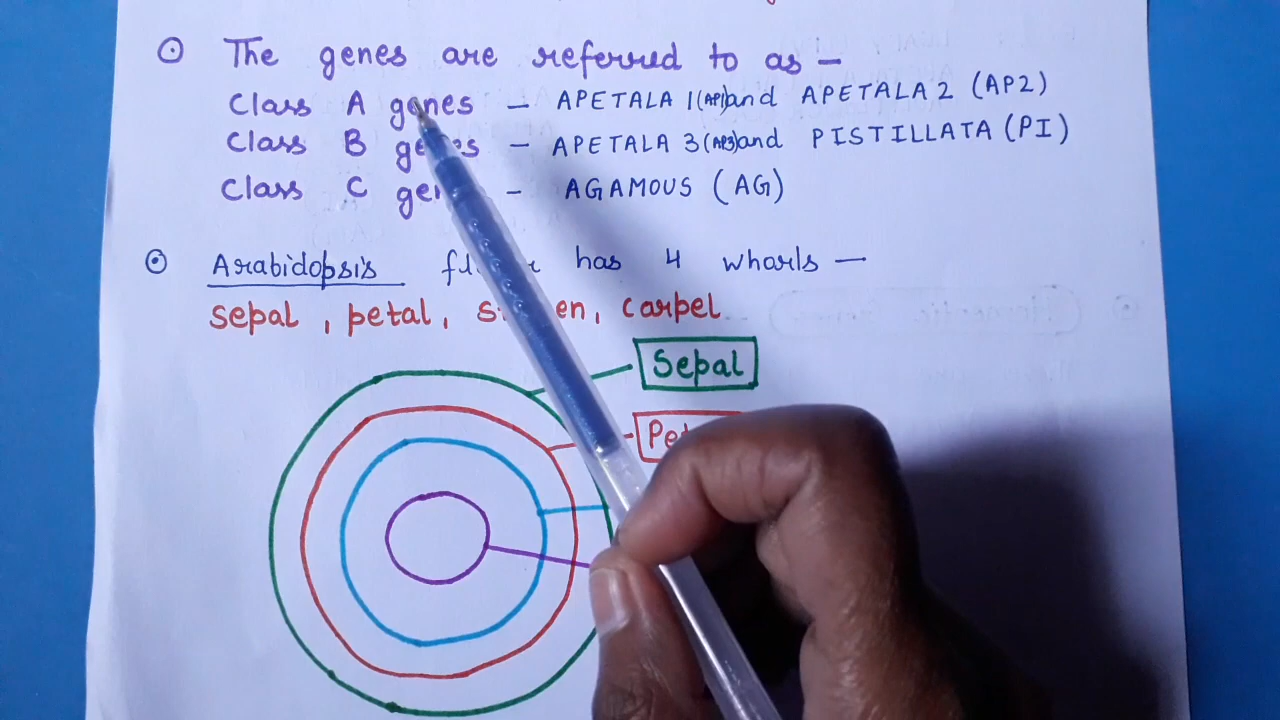 The genes are referred to as –
Class A genes – APETALA 1(AP1)and APETALA 2 (AP2)
Class B genes – APETALA 3(AP3)and PISTILLATA (PI)
Class C – AGAMOUS (AG)
Arabidopsis has 4 whorls –
sepal, petal, carpel
Sepal